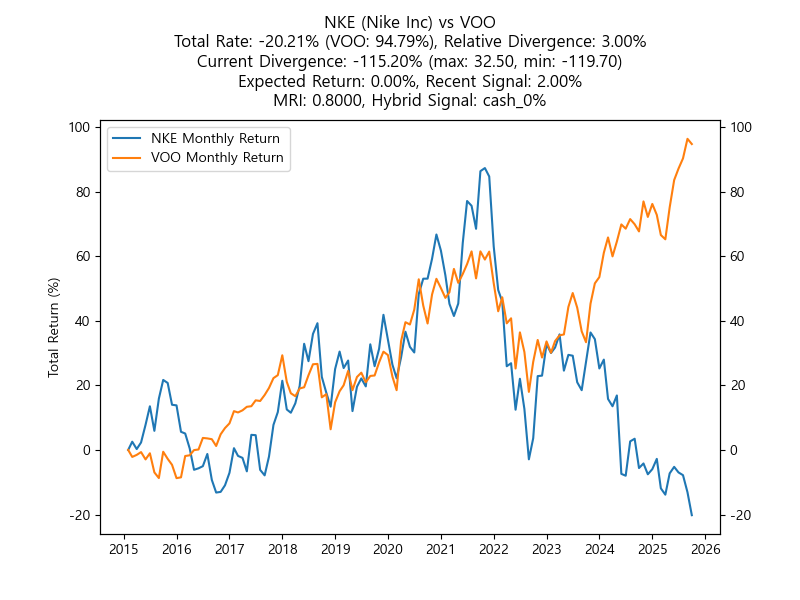 NKE (Nike Inc) vs VOO
Total Rate: -20.21% (VOO: 94.79%), Relative Divergence: 3.00%
Current Divergence: -115.20% (max: 32.50, min: -119.70)
Expected Return: 0.00%, Recent Signal: 2.00%
MRI: 0.8000, Hybrid Signal: cash_0%
NKE Monthly Return
VOO Monthly Return
Total Return (%)
100
80
60
40
20
0
-20
100
80
60
40
20
0
-20
2015 2016 2017 2018 2019 2020 2021 2022 2023 2024 2025 2026